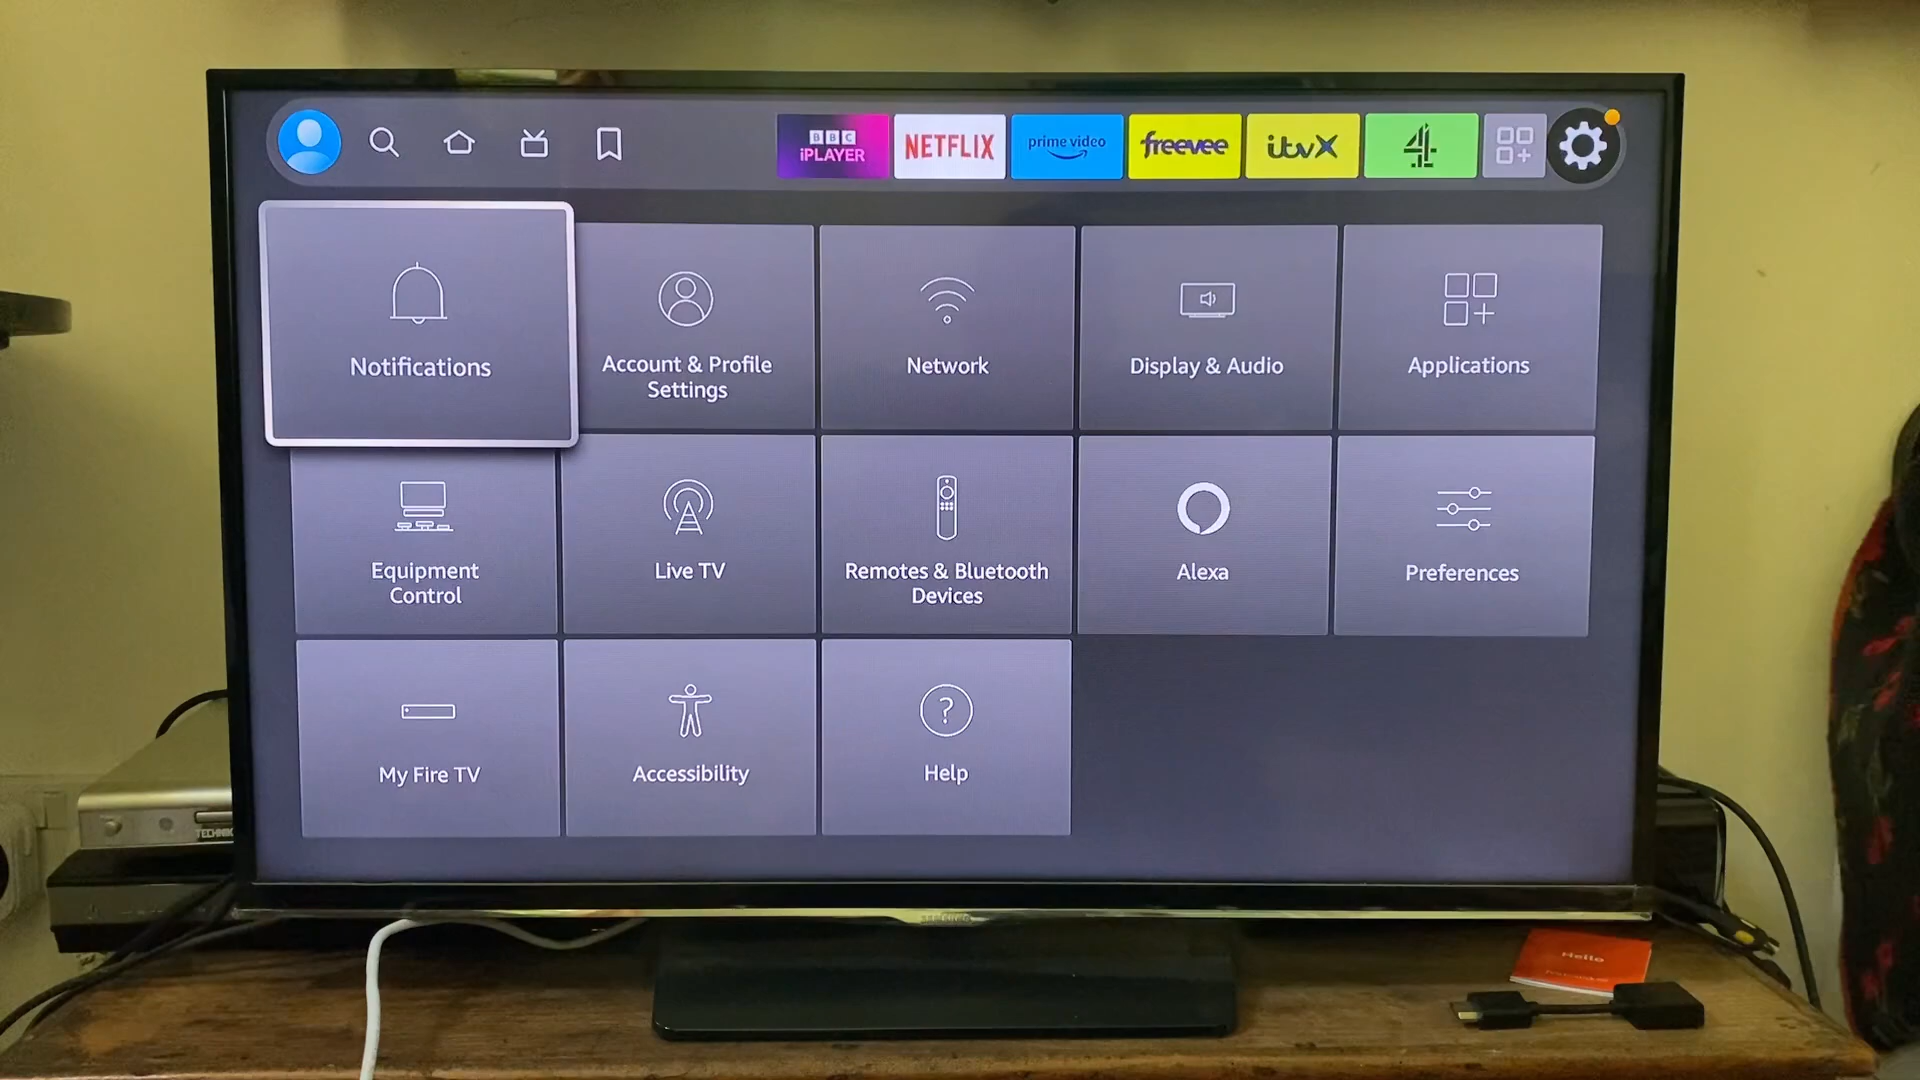 BBC
iPLAYER
NETFLIX
prime video
freevee
itvX
4
Notifications
Account & Profile
Settings
Network
Display & Audio
Applications
Equipment
Control
Live TV
Remotes & Bluetooth
Devices
Alexa
Preferences
My Fire TV
Accessibility
?
Help
Hello